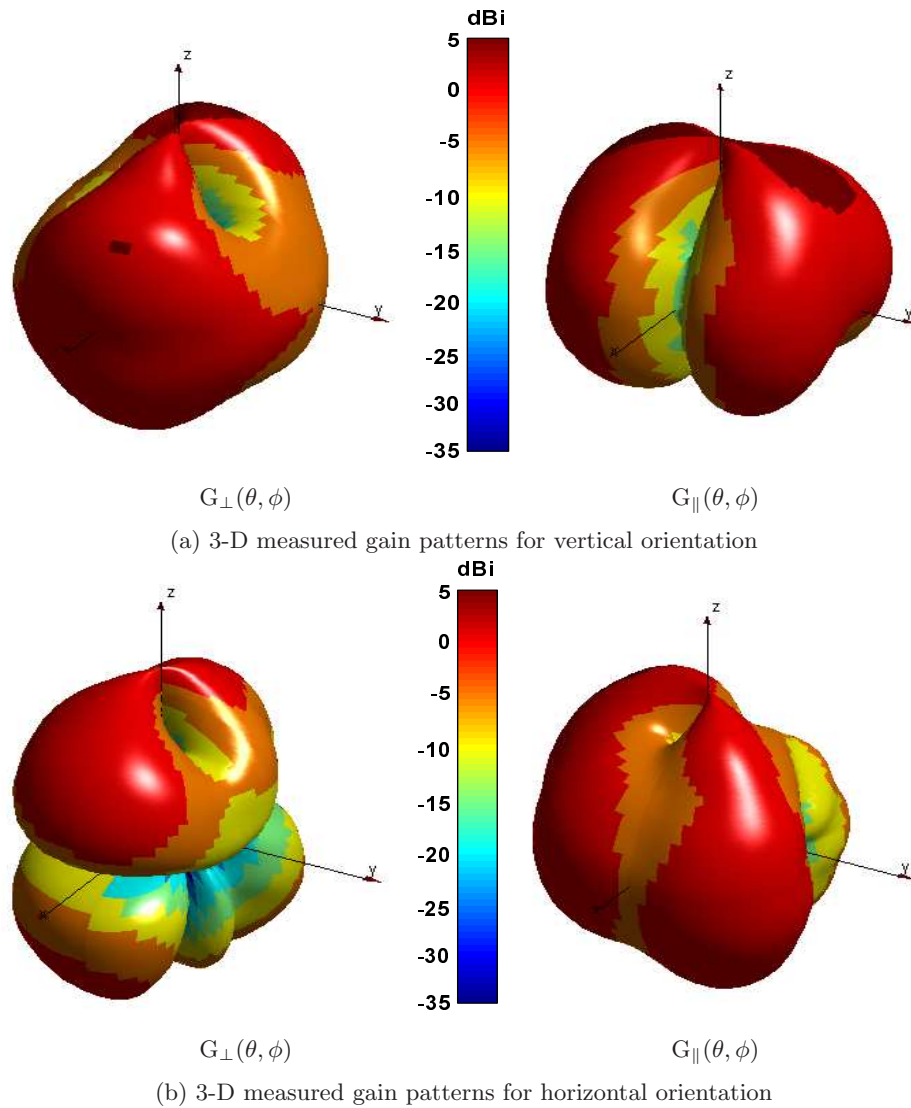 dBi
5
0
-5
-10
-15
-20
-25
-30
-35
z
y
x
z
y
x
G⊥(θ, ϕ)
G∥(θ, ϕ)
(a) 3-D measured gain patterns for vertical orientation
dBi
5
0
-5
-10
-15
-20
-25
-30
-35
z
y
x
z
y
x
G⊥(θ, ϕ)
G∥(θ, ϕ)
(b) 3-D measured gain patterns for horizontal orientation